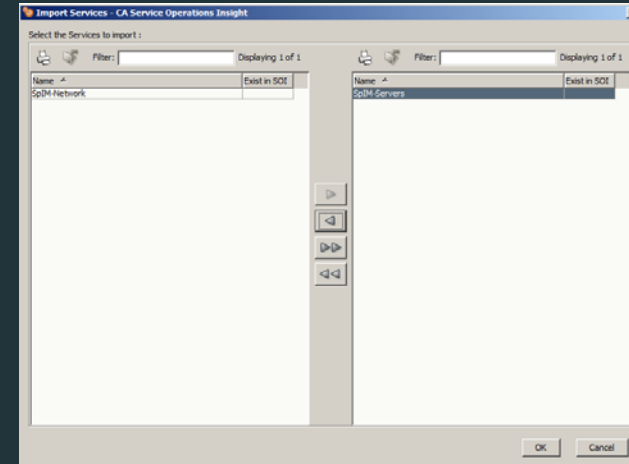 Import Services - CA Service Operations Insight
Select the Services to import :
Filter: Displaying 1 of 1 Filter: Displaying 1 of 1
Name Exist in SOI Name Exist in SOI
SpIM-Network SpIM-Servers
OK Cancel